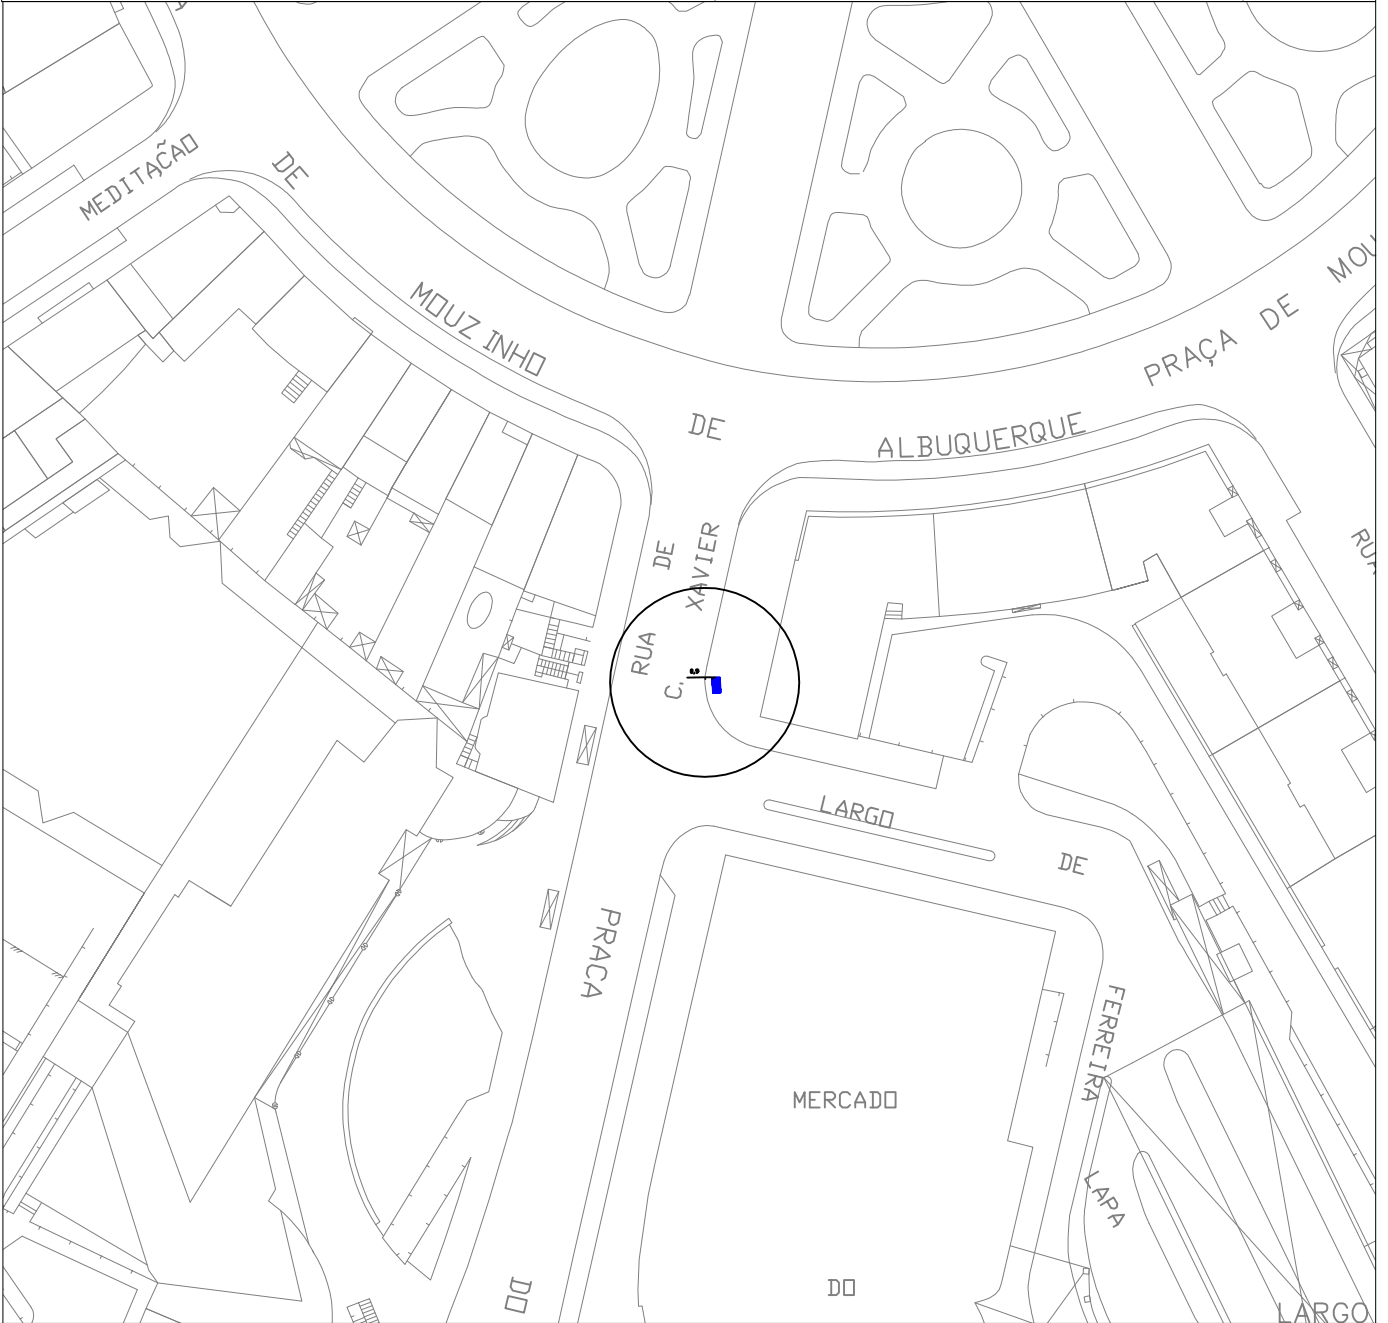 MEDITAÇÃO
DE
MOUZINHO
DE
ALBUQUERQUE
PRAÇA DE MOU
RUA
RUA DE
C. XAVIER
LARGO
DE
FERREIRA
LAPA
PRACA
DO
MERCADO
DO
LARGO